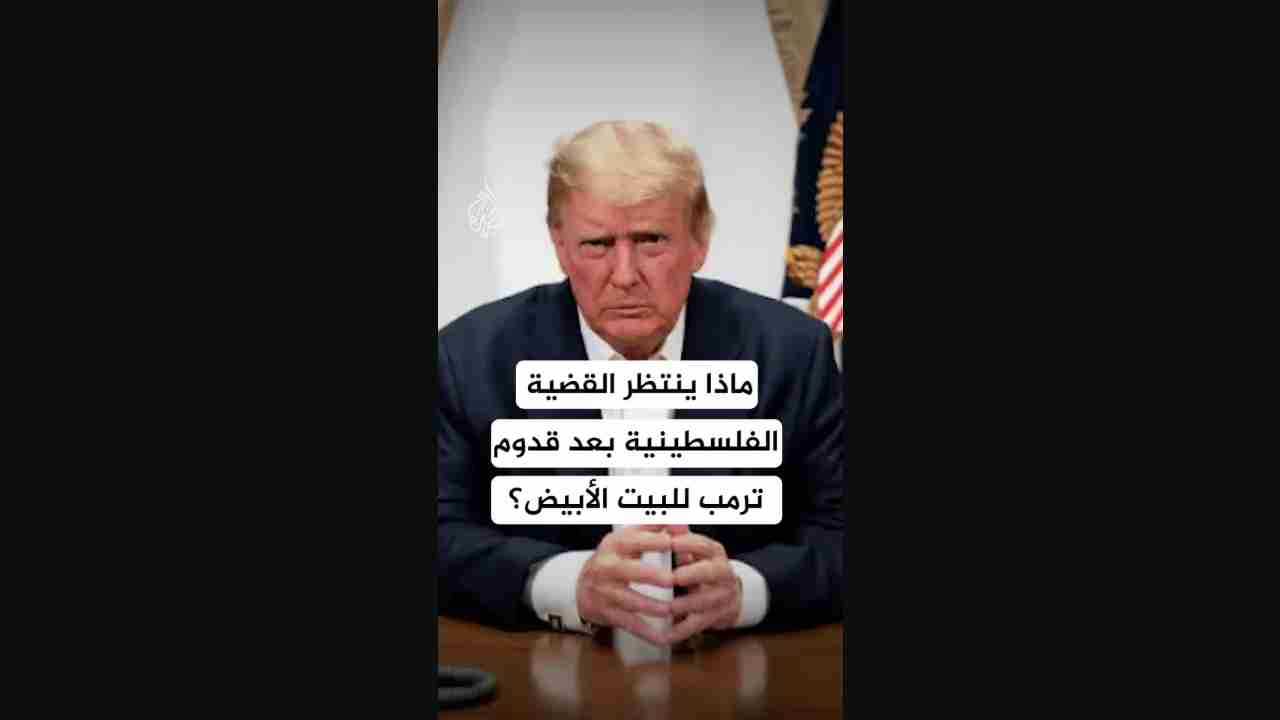 ماذا ينتظر القضية
الفلسطينية بعد قدوم
ترمب للبيت الأبيض؟